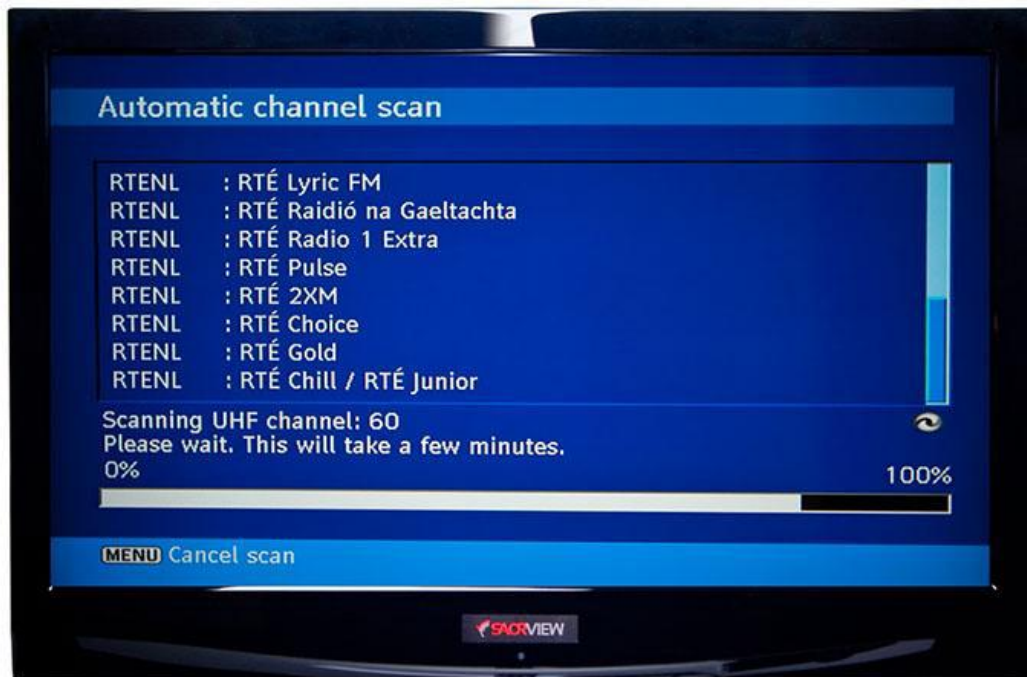 Automatic channel scan
RTENL : RTÉ Lyric FM
RTENL : RTÉ Raidió na Gaeltachta
RTENL : RTÉ Radio 1 Extra
RTENL : RTÉ Pulse
RTENL : RTÉ 2XM
RTENL : RTÉ Choice
RTENL : RTÉ Gold
RTENL : RTÉ Chill / RTÉ Junior
Scanning UHF channel: 60
Please wait. This will take a few minutes.
0% 100%
MENU Cancel scan
SAORVIEW